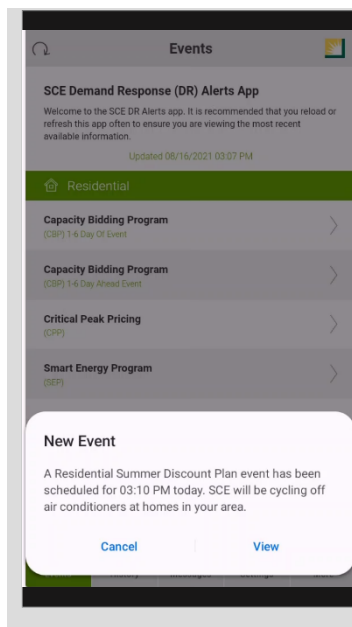 Events
SCE Demand Response (DR) Alerts App
Welcome to the SCE DR Alerts app. It is recommended that you reload or
refresh this app often to ensure you are viewing the most recent
available information.
Updated 08/16/2021 03:07 PM
Residential
Capacity Bidding Program
(CBP) 1-6 Day Of Event
Capacity Bidding Program
(CBP) 1-6 Day Ahead Event
Critical Peak Pricing
(CPP)
Smart Energy Program
(SEP)
New Event
A Residential Summer Discount Plan event has been
scheduled for 03:10 PM today. SCE will be cycling off
air conditioners at homes in your area.
Cancel View